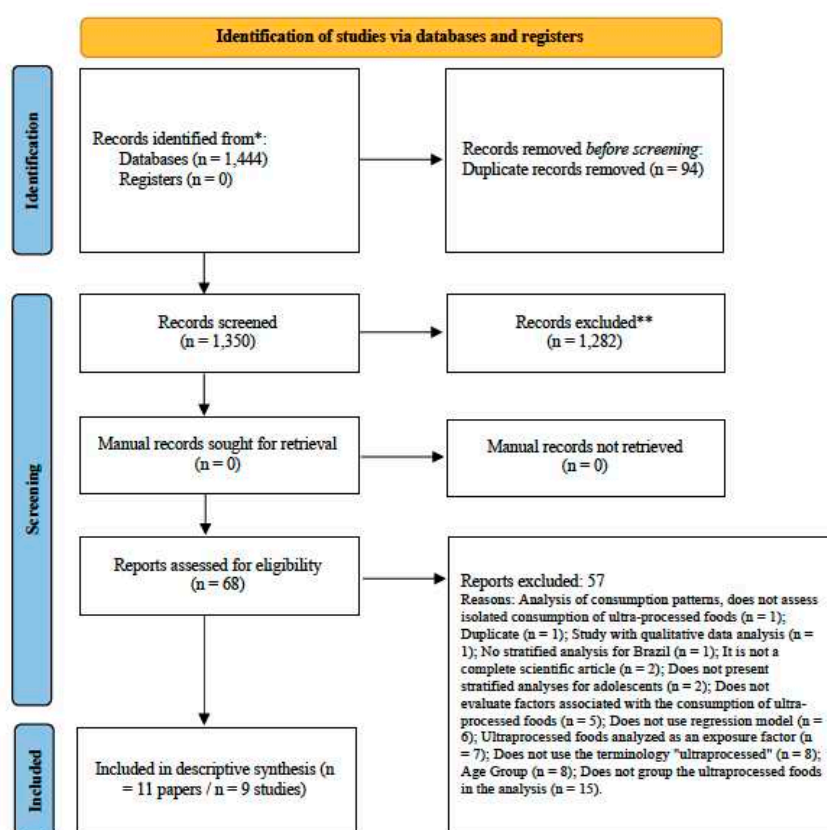 Identification of studies via databases and registers
Identification
Records identified from*:
Databases (n = 1,444)
Registers (n = 0)
Records removed before screening:
Duplicate records removed (n = 94)
Screening
Records screened
(n = 1,350)
Records excluded**
(n = 1,282)
Manual records sought for retrieval
(n = 0)
Manual records not retrieved
(n = 0)
Reports assessed for eligibility
(n = 68)
Reports excluded: 57
Reasons: Analysis of consumption patterns, does not assess
isolated consumption of ultra-processed foods (n = 1);
Duplicate (n = 1); Study with qualitative data analysis (n =
1); No stratified analysis for Brazil (n = 1); It is not a
complete scientific article (n = 2); Does not present
stratified analyses for adolescents (n = 2); Does not
evaluate factors associated with the consumption of ultra-
processed foods (n = 5); Does not use regression model (n =
6); Ultraprocessed foods analyzed as an exposure factor (n
= 7); Does not use the terminology "ultraprocessed" (n = 8);
Age Group (n = 8); Does not group the ultraprocessed foods
in the analysis (n = 15).
Included
Included in descriptive synthesis (n
= 11 papers / n = 9 studies)